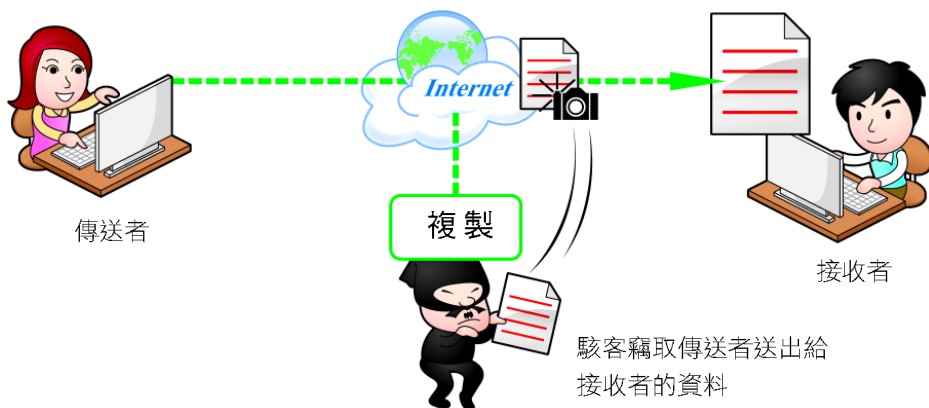 Internet
傳送者
複製
接收者
駭客竊取傳送者送出給
接收者的資料